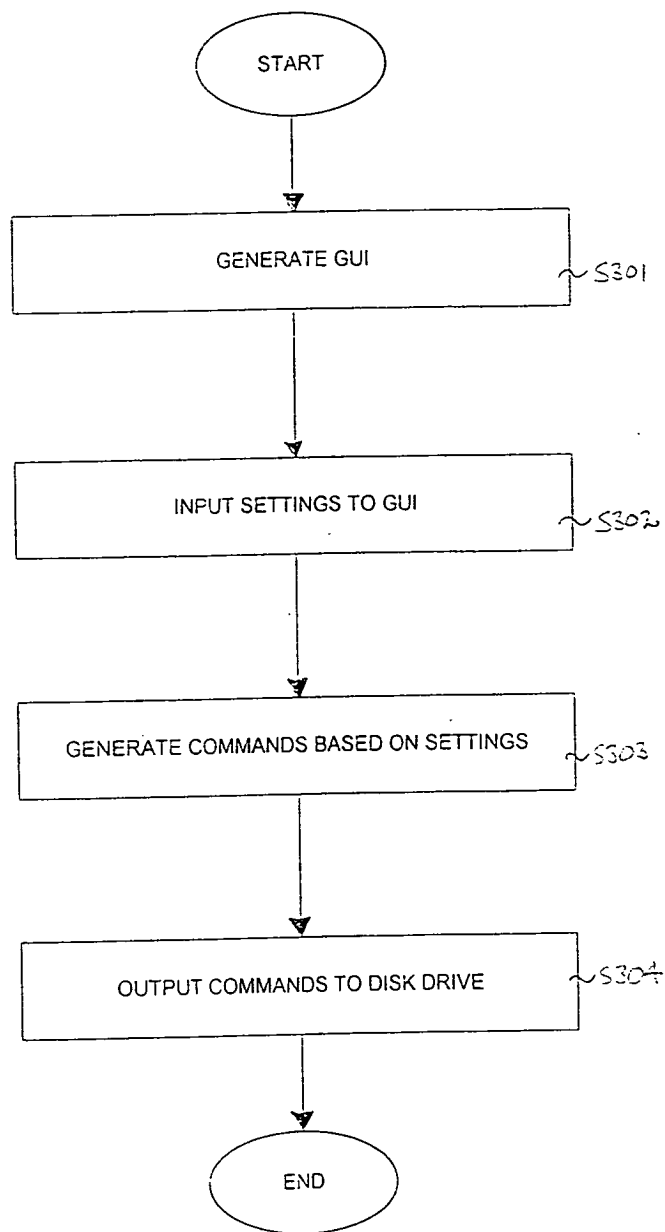 START
GENERATE GUI
S301
INPUT SETTINGS TO GUI
S302
GENERATE COMMANDS BASED ON SETTINGS
S303
OUTPUT COMMANDS TO DISK DRIVE
S304
END